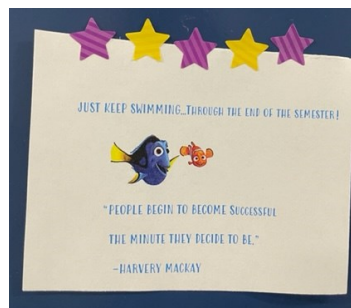 JUST KEEP SWIMMING...THROUGH THE END OF THE SEMESTER!
"PEOPLE BEGIN TO BECOME SUCCESSFUL
THE MINUTE THEY DECIDE TO BE."
-HARVERY MACKAY